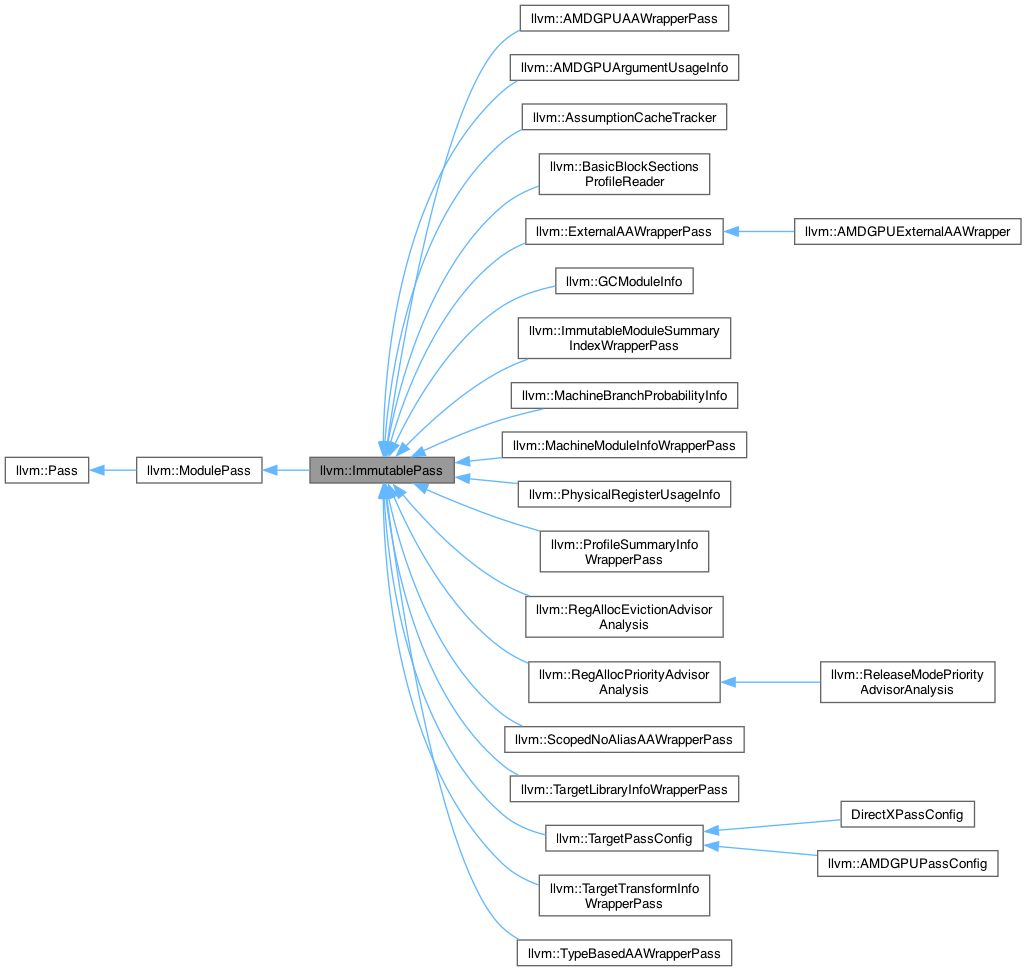 llvm::AMDGPUAAWrapperPass
llvm::AMDGPUArgumentUsageInfo
llvm::AssumptionCacheTracker
llvm::BasicBlockSections
ProfileReader
llvm::ExternalAAWrapperPass
llvm::AMDGPUExternalAAWrapper
llvm::GCModuleInfo
llvm::ImmutableModuleSummary
IndexWrapperPass
llvm::MachineBranchProbabilityInfo
llvm::MachineModuleInfoWrapperPass
llvm::Pass
llvm::ModulePass
llvm::ImmutablePass
llvm::PhysicalRegisterUsageInfo
llvm::ProfileSummaryInfo
WrapperPass
llvm::RegAllocEvictionAdvisor
Analysis
llvm::RegAllocPriorityAdvisor
Analysis
llvm::ReleaseModePriority
AdvisorAnalysis
llvm::ScopedNoAliasAAWrapperPass
llvm::TargetLibraryInfoWrapperPass
llvm::TargetPassConfig
DirectXPassConfig
llvm::AMDGPUPassConfig
llvm::TargetTransformInfo
WrapperPass
llvm::TypeBasedAAWrapperPass